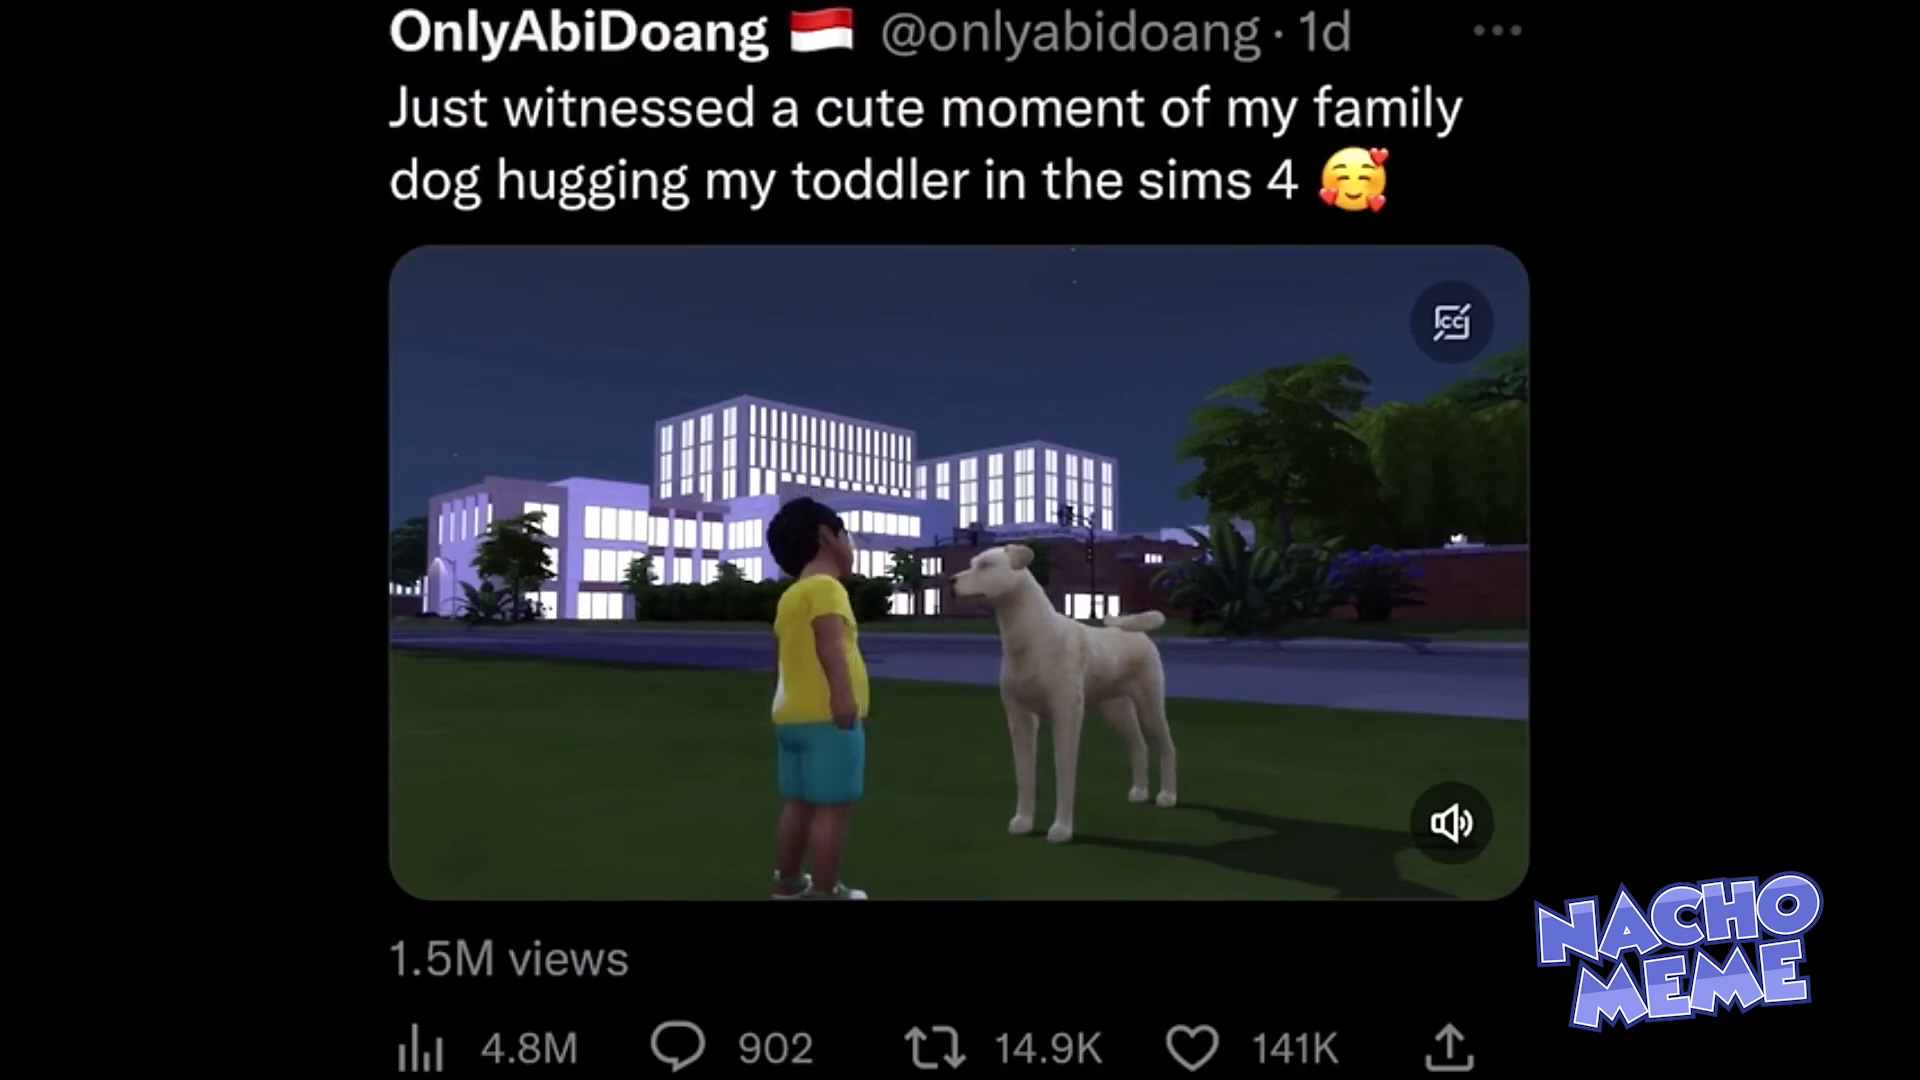 OnlyAbiDoang 🇮🇩 @onlyabidoang · 1d
Just witnessed a cute moment of my family
dog hugging my toddler in the sims 4 🥰
CC
1.5M views
4.8M 902 14.9K 141K
NACHO
MEME